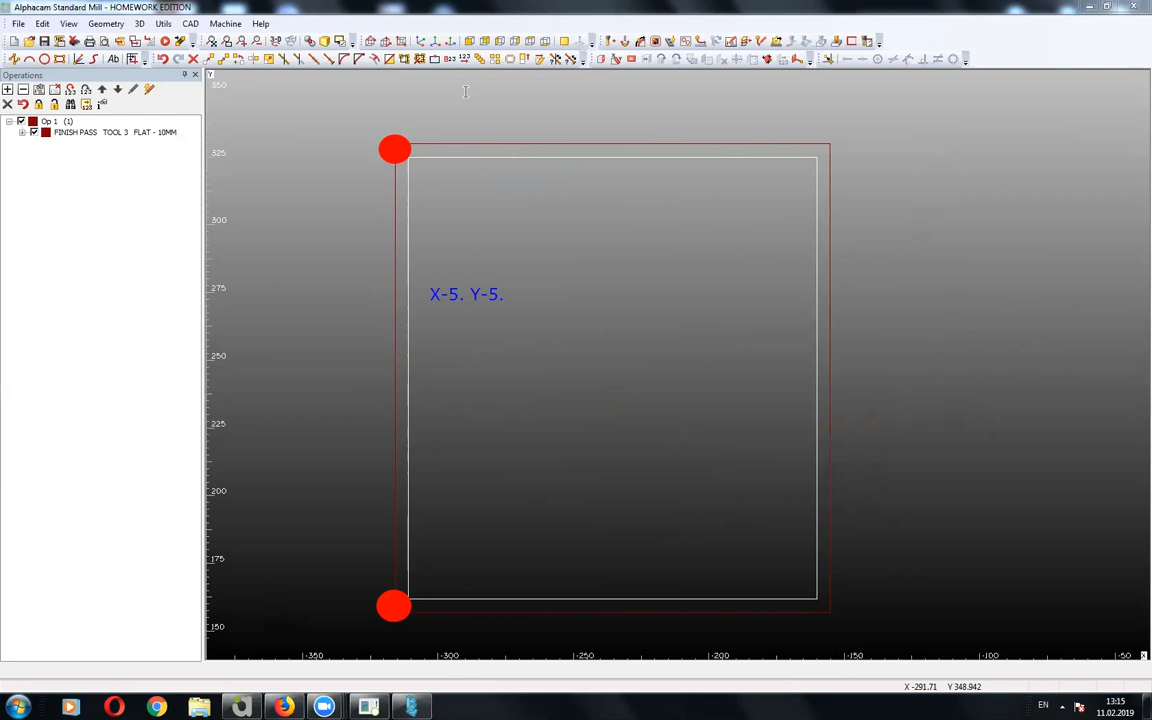 Alphacam Standard Mill - HOMEWORK EDITION
File Edit View Geometry 3D Utils CAD Machine Help
Operations
Op 1 (1)
FINISH PASS TOOL 3 FLAT - 10MM
Y
350
325
300
275
250
225
200
175
150
X-5. Y-5.
-350 -300 -250 -200 -150 -100 -50 X
X -291.71 Y 348.942
EN
13:15
11.02.2019